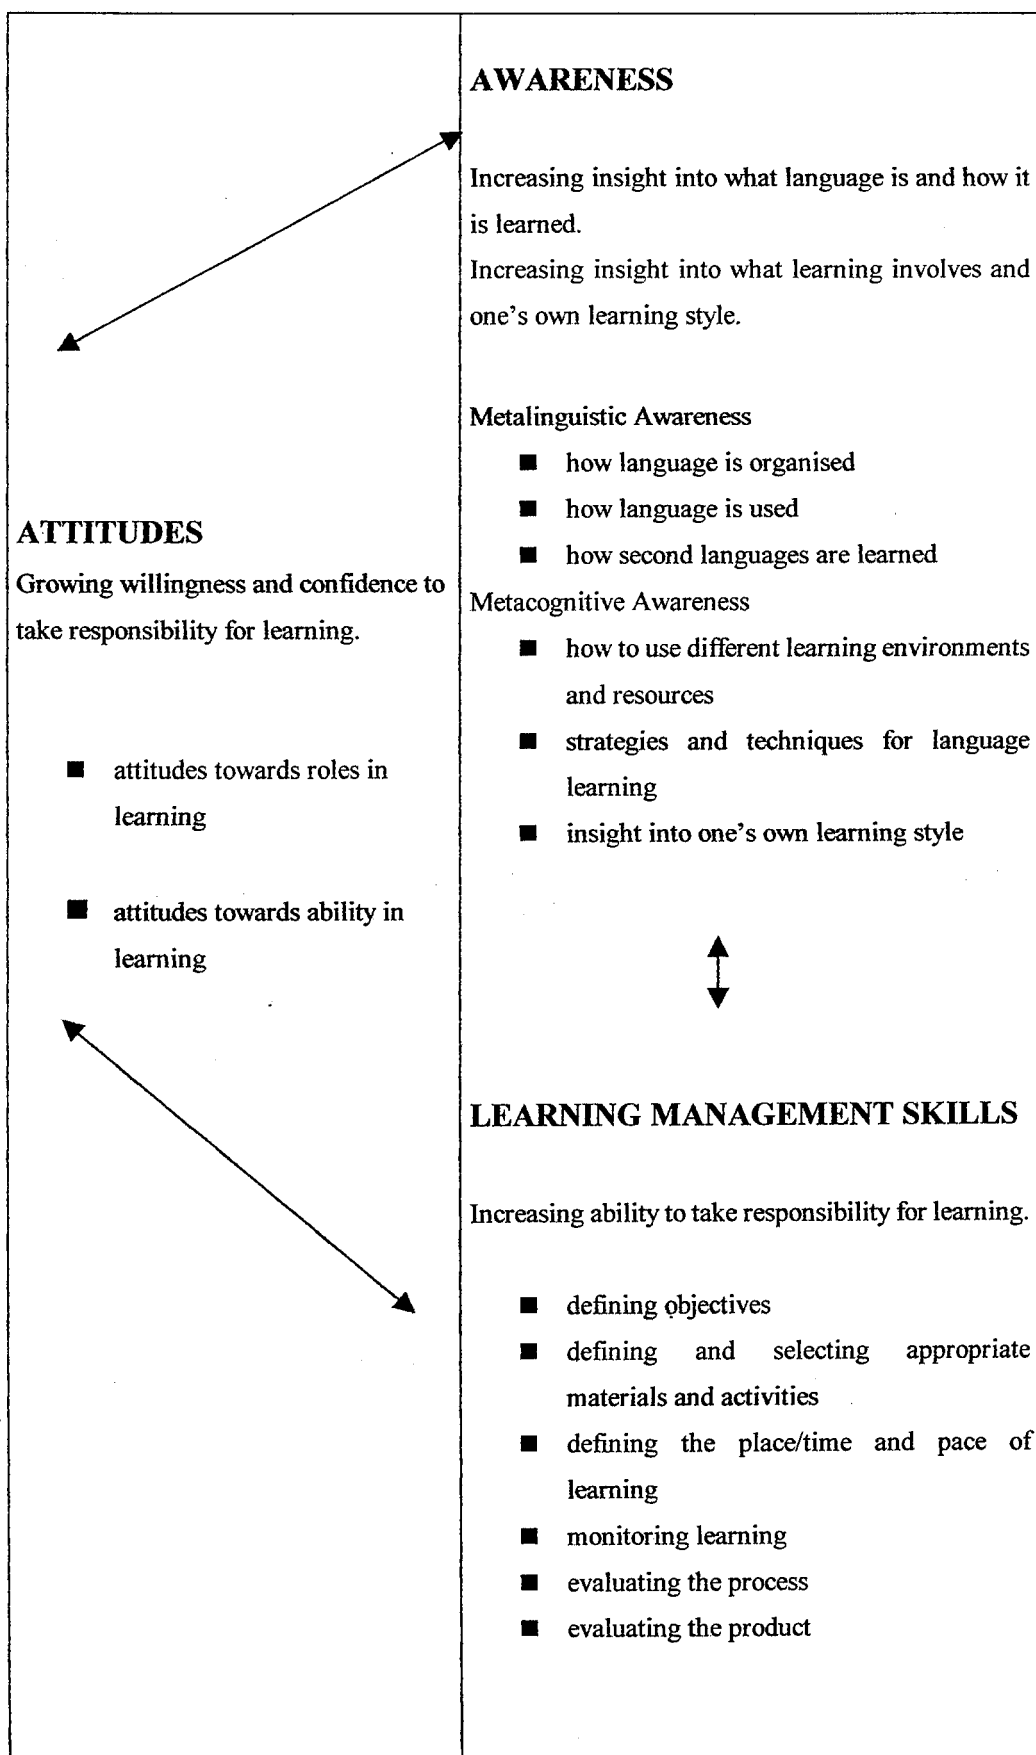 AWARENESS
Increasing insight into what language is and how it
is learned.
Increasing insight into what learning involves and
one's own learning style.
Metalinguistic Awareness
■ how language is organised
■ how language is used
■ how second languages are learned
Metacognitive Awareness
■ how to use different learning environments
and resources
■ strategies and techniques for language
learning
■ insight into one's own learning style
ATTITUDES
Growing willingness and confidence to
take responsibility for learning.
■ attitudes towards roles in
learning
■ attitudes towards ability in
learning
LEARNING MANAGEMENT SKILLS
Increasing ability to take responsibility for learning.
■ defining objectives
■ defining and selecting appropriate
materials and activities
■ defining the place/time and pace of
learning
■ monitoring learning
■ evaluating the process
■ evaluating the product